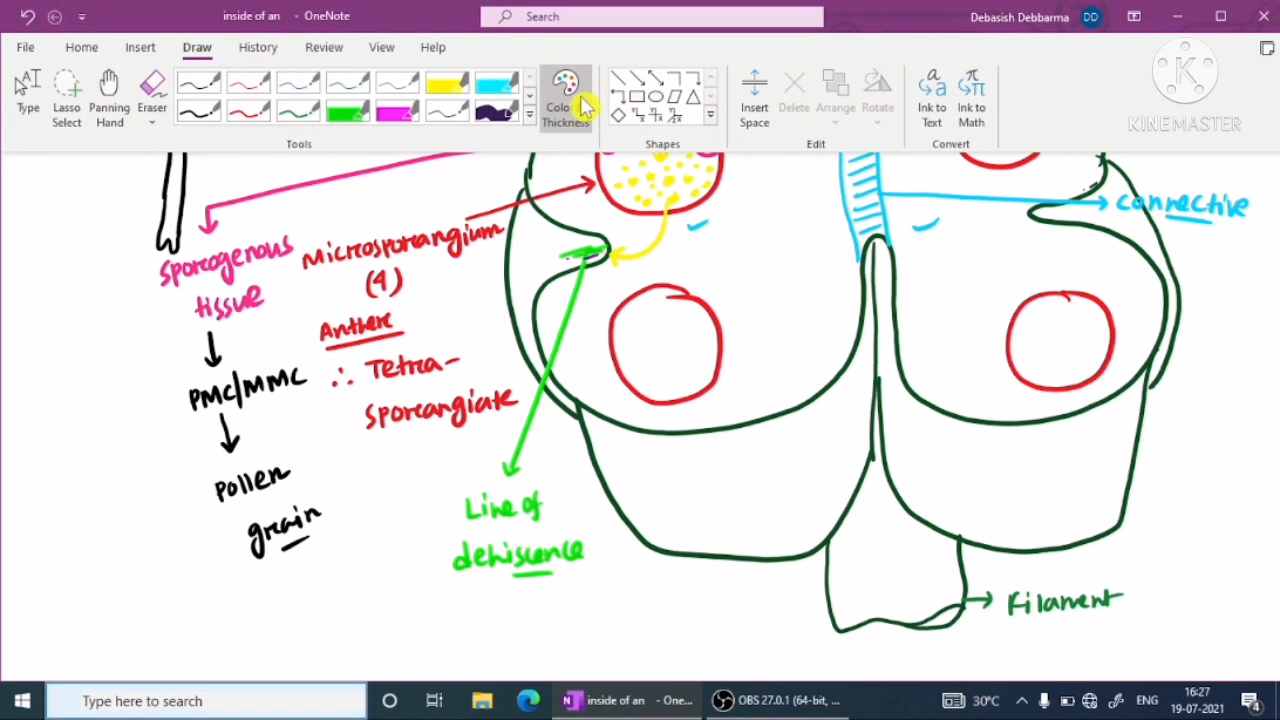 inside of an - OneNote
Search
Debasish Debbarma
DD
File Home Insert Draw History Review View Help
Type
Lasso Select
Panning Hand
Eraser
Color Thickness
Insert Space
Delete
Arrange
Rotate
Ink to Text
Ink to Math
Tools
Shapes
Edit
Convert
K
KINEMASTER
connective
Sporogenous
tissue
PMC/MMC
Pollen
grain
Microsporangium
(4)
Anther
∴ Tetra-
sporangiate
Line of
dehiscence
Filament
Type here to search
inside of an - One...
OBS 27.0.1 (64-bit, ...
30°C
ENG
16:27
19-07-2021
4